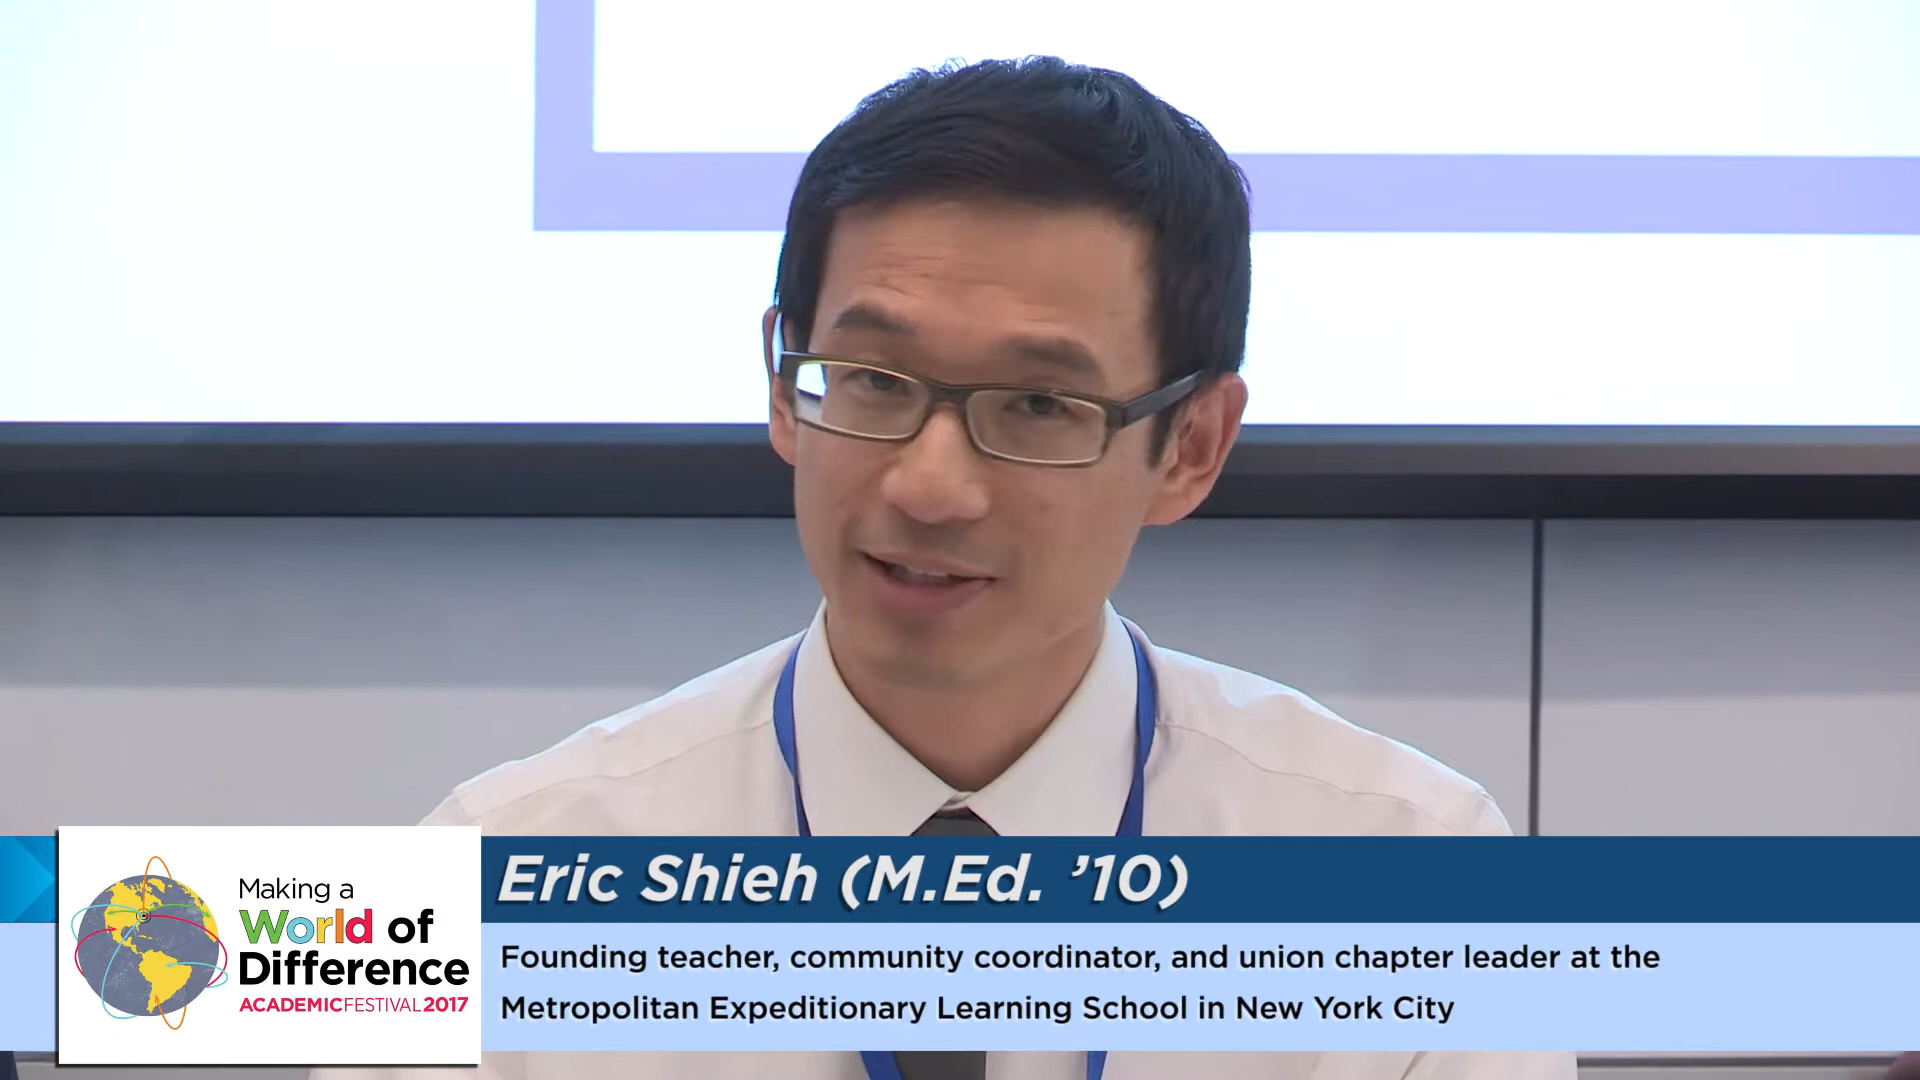 Eric Shieh (M.Ed. ’10)
Founding teacher, community coordinator, and union chapter leader at the
Metropolitan Expeditionary Learning School in New York City
Making a
World of
Difference
ACADEMICFESTIVAL2017